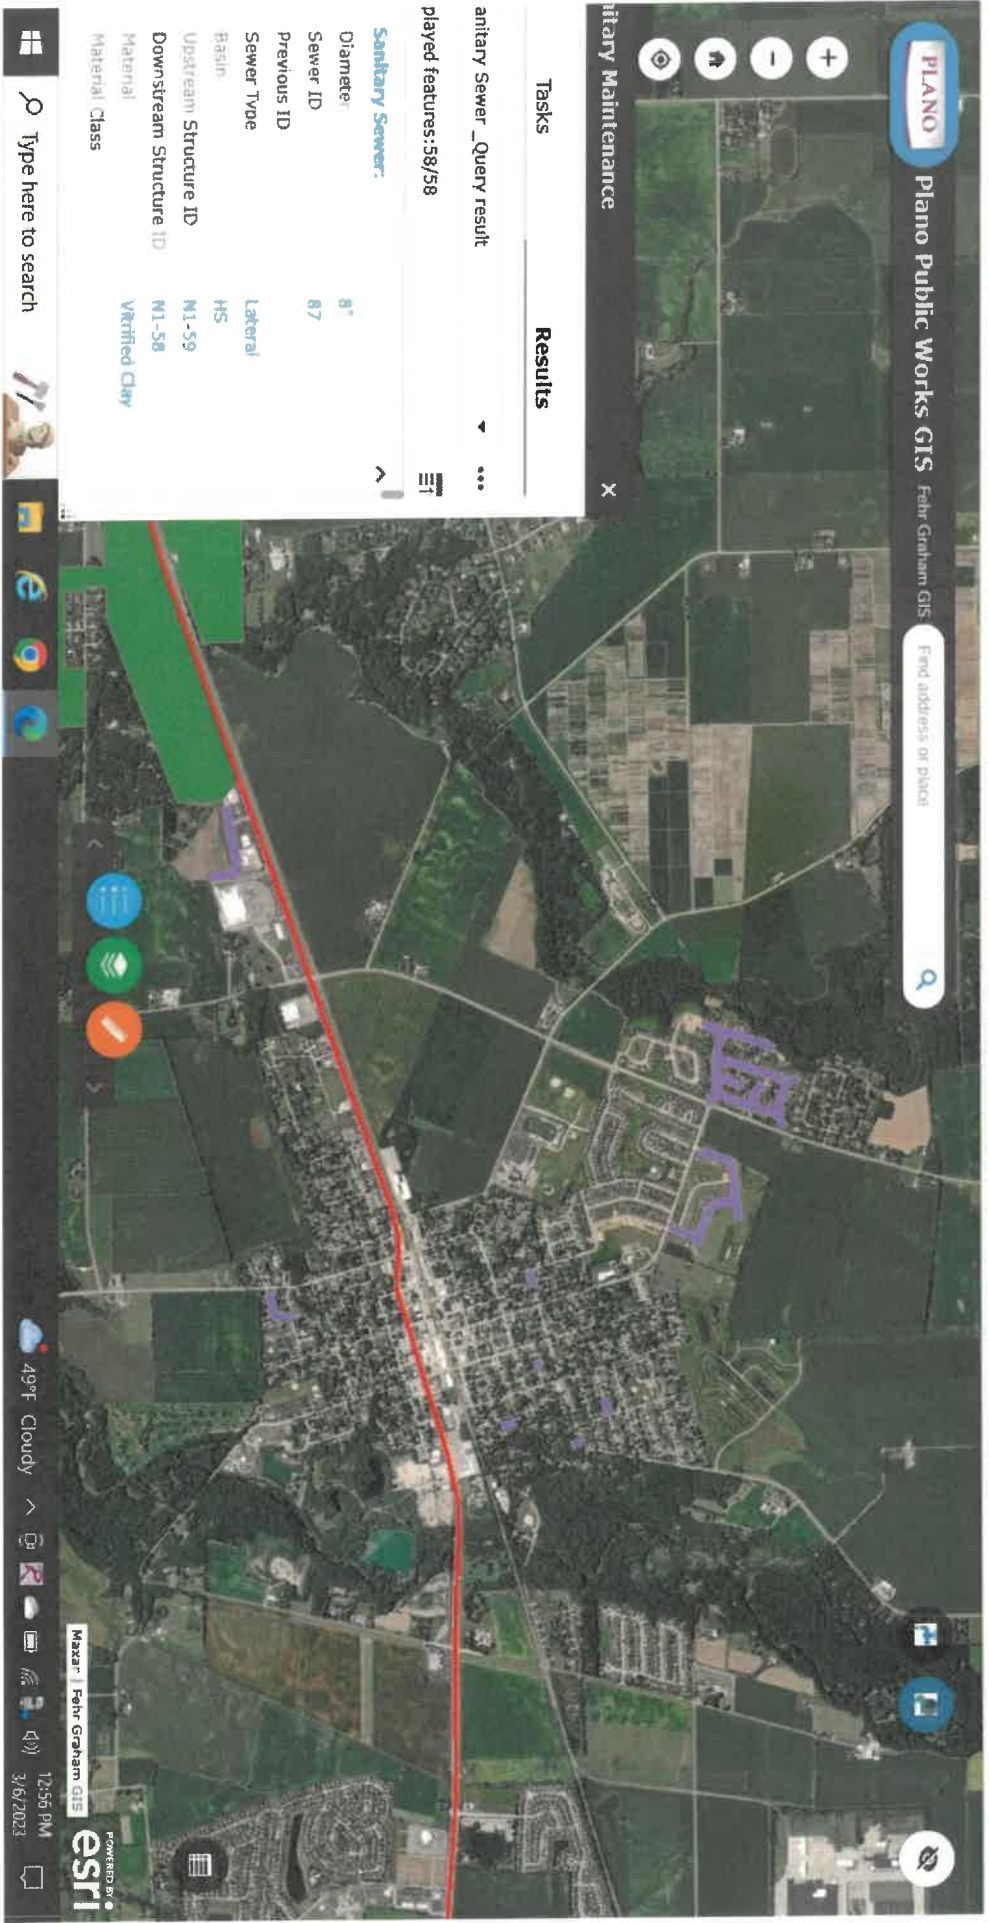 PLANO
Plano Public Works GIS
Fehr Graham GIS
Find address or place
itary Maintenance
Tasks
Results
anitary Sewer _Query result
played features:58/58
Sanitary Sewer:
Diameter 8"
Sewer ID 87
Previous ID
Sewer Type Lateral
Basin HS
Upstream Structure ID N1-59
Downstream Structure ID N1-58
Material Vitrified Clay
Material Class
Maxar | Fehr Graham GIS
POWERED BY
esri
Type here to search
49°F Cloudy
12:56 PM
3/6/2023